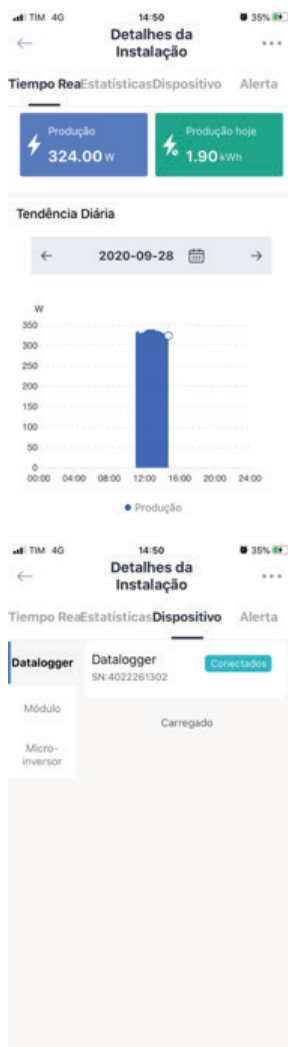 TIM 4G 14:50 35%
Detalhes da
Instalação
Tiempo Rea Estatísticas Dispositivo Alerta
Produção
324.00 W
Produção hoje
1.90 kWh
Tendência Diária
2020-09-28
W
350
300
250
200
150
100
50
0
00:00 04:00 08:00 12:00 16:00 20:00 24:00
Produção
TIM 4G 14:50 35%
Detalhes da
Instalação
Tiempo Rea Estatísticas Dispositivo Alerta
Datalogger
Datalogger
Conectados
SN:4022261302
Módulo
Carregado
Micro-
inversor